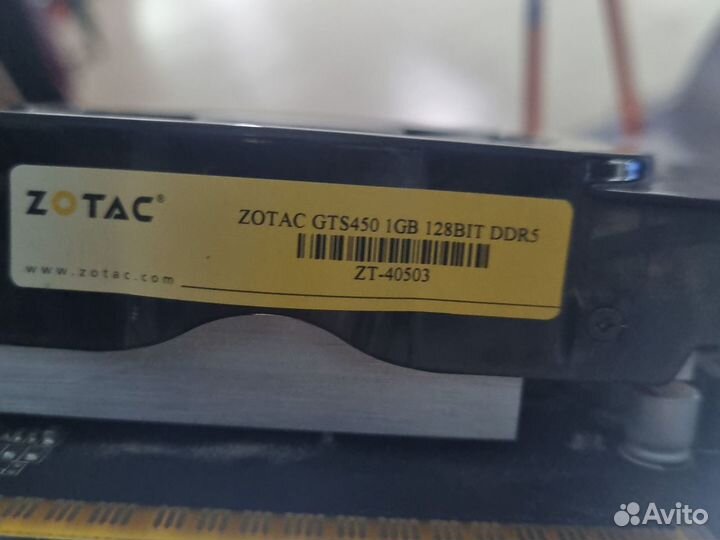 ZOTAC®
ZOTAC GTS450 1GB 128BIT DDR5
ZT-40503
www.zotac.com
Avito